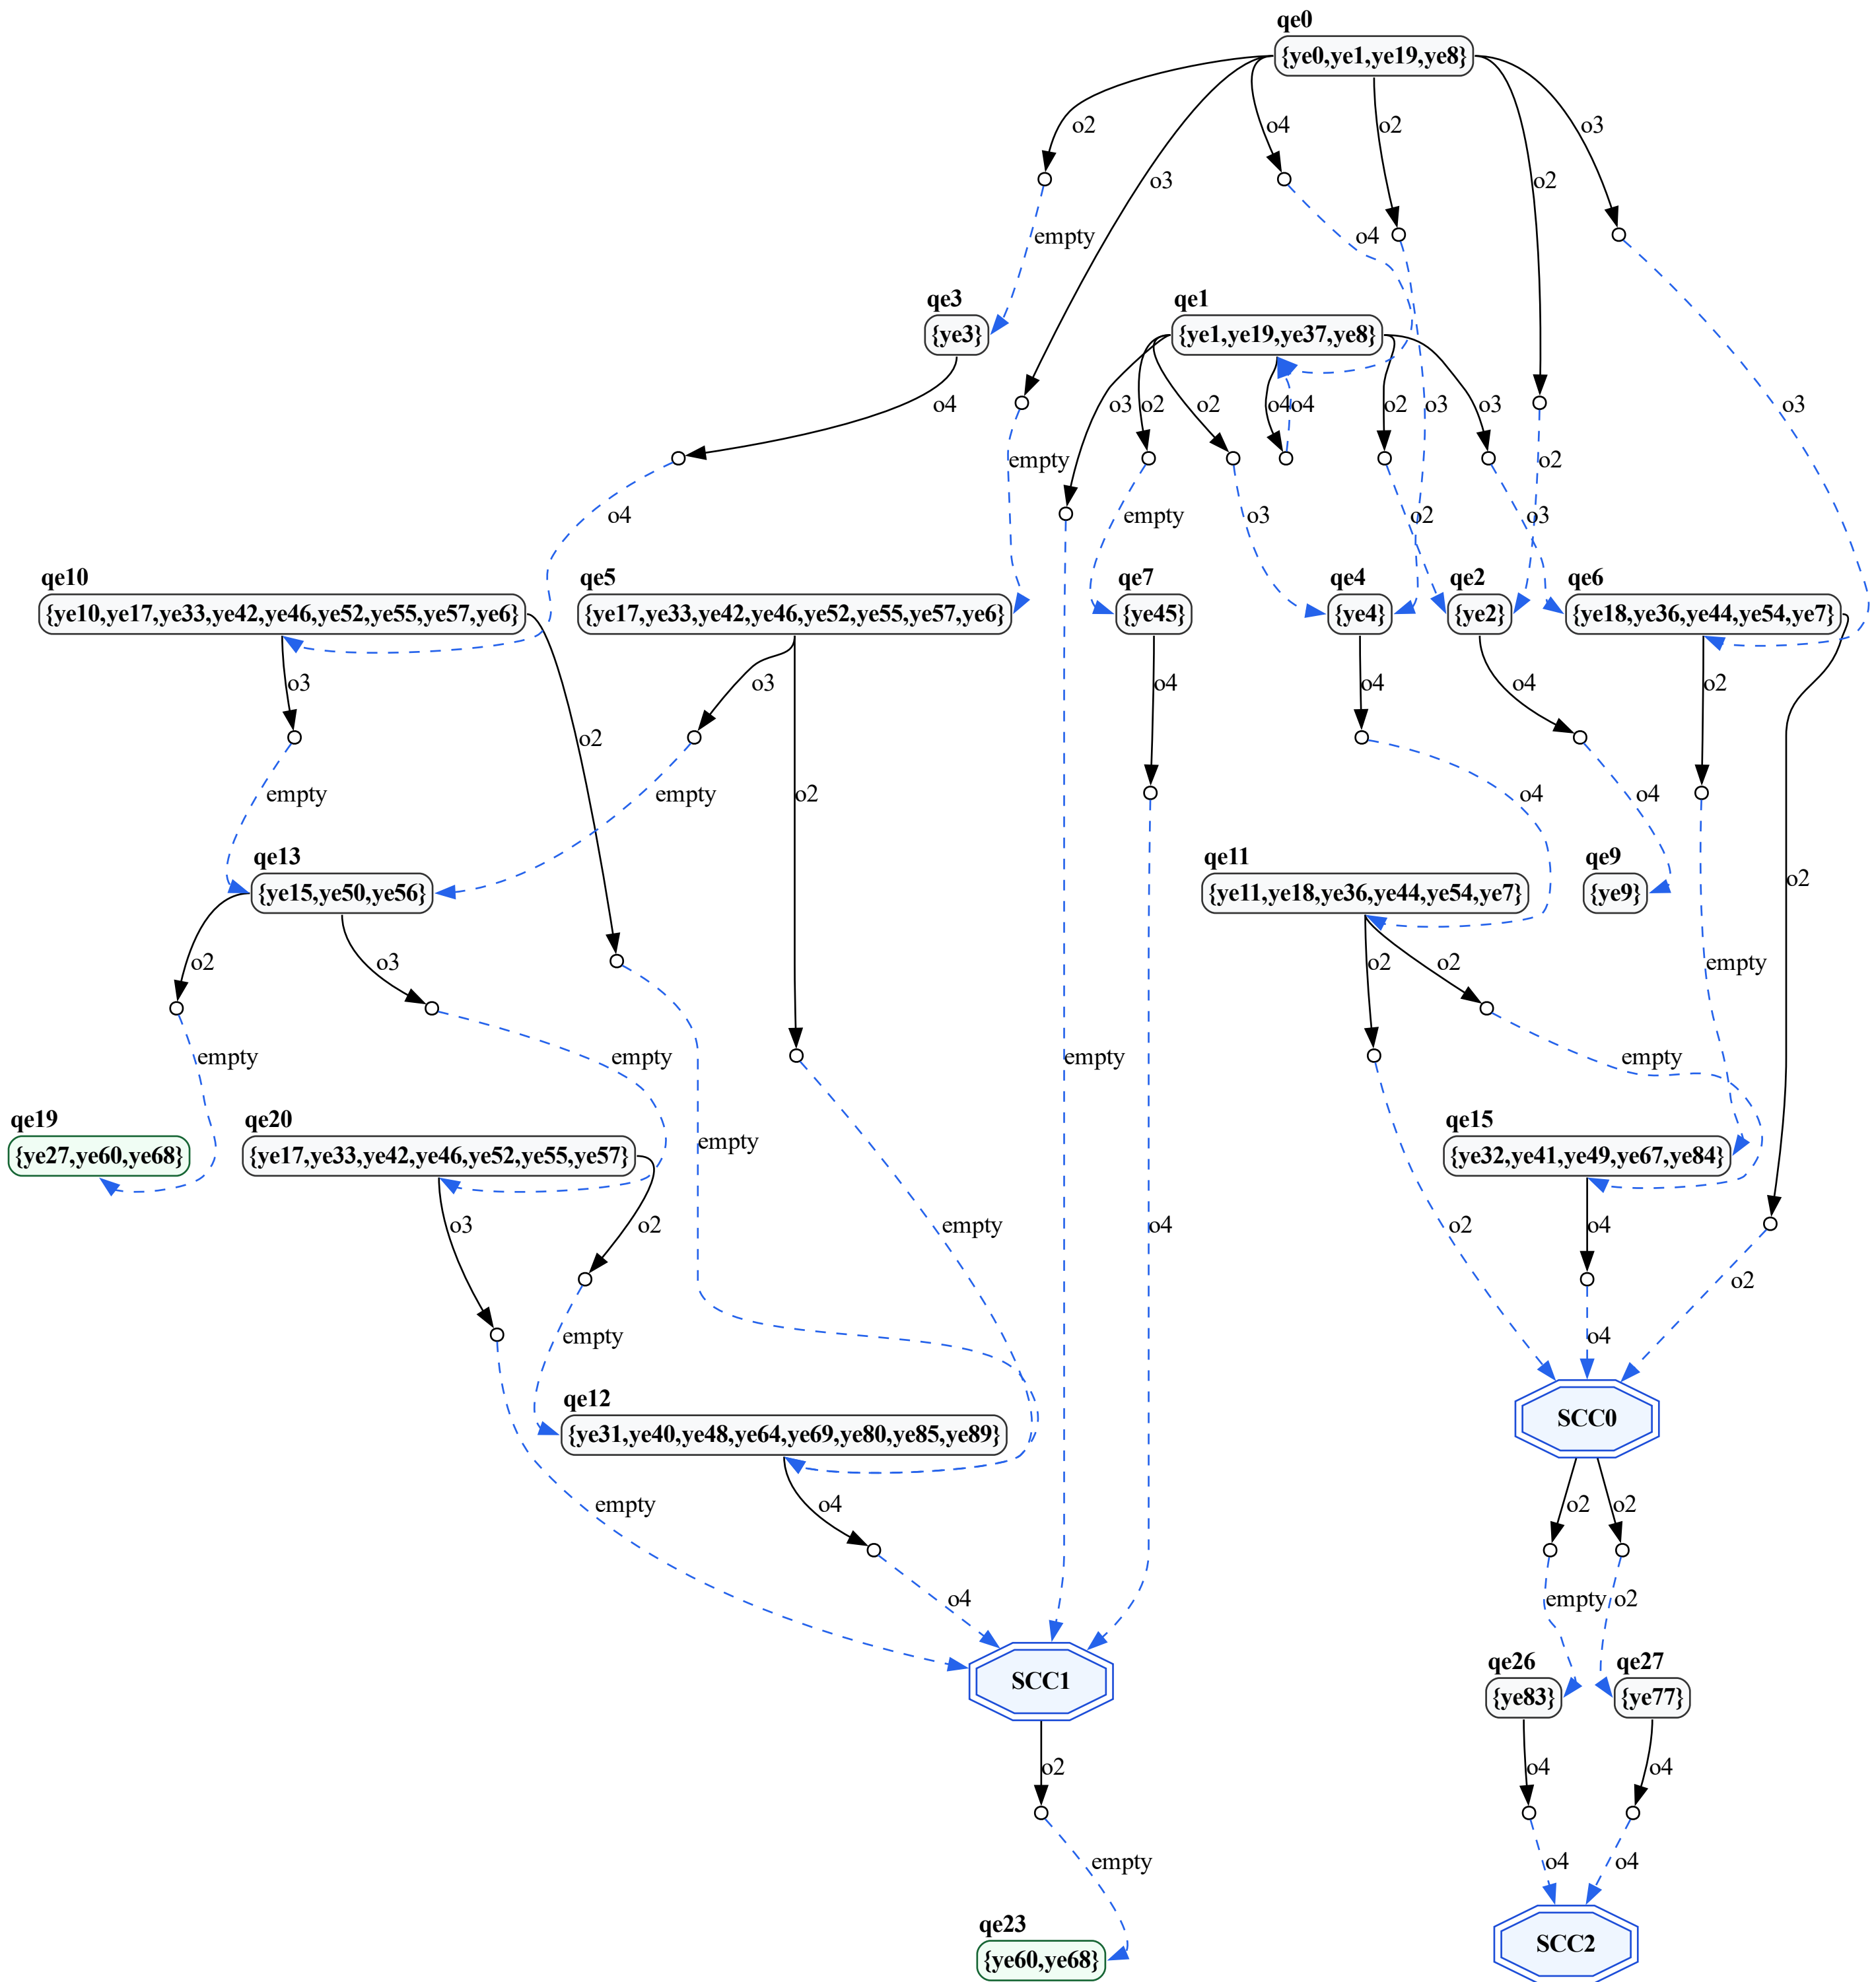 qe0
{ye0,ye1,ye19,ye8}
o2
o4
o2
o3
o3
o2
empty
o4
qe3
{ye3}
qe1
{ye1,ye19,ye37,ye8}
o4
o3
o2
o2
o4
o4
o2
o3
o3
o3
empty
o2
o4
empty
o3
o2
o3
qe10
{ye10,ye17,ye33,ye42,ye46,ye52,ye55,ye57,ye6}
qe5
{ye17,ye33,ye42,ye46,ye52,ye55,ye57,ye6}
qe7
{ye45}
qe4
{ye4}
qe2
{ye2}
qe6
{ye18,ye36,ye44,ye54,ye7}
o3
o3
o4
o4
o4
o2
o2
empty
empty
o2
o4
o4
qe13
{ye15,ye50,ye56}
qe11
{ye11,ye18,ye36,ye44,ye54,ye7}
qe9
{ye9}
o2
o2
o3
o2
o2
empty
empty
empty
empty
empty
qe19
{ye27,ye60,ye68}
qe20
{ye17,ye33,ye42,ye46,ye52,ye55,ye57}
empty
qe15
{ye32,ye41,ye49,ye67,ye84}
o3
o2
empty
o4
o2
o4
o2
empty
o4
qe12
{ye31,ye40,ye48,ye64,ye69,ye80,ye85,ye89}
SCC0
empty
o4
o2
o2
o4
empty
o2
SCC1
qe26
{ye83}
qe27
{ye77}
o2
o4
o4
empty
o4
o4
qe23
{ye60,ye68}
SCC2